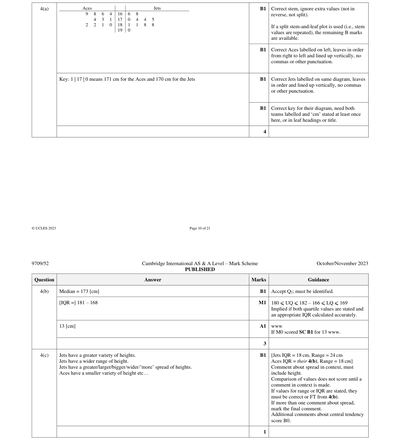 4(a)
Aces Jets
9 8 6 4 16 6 8
4 3 1 17 0 4 4 5
2 2 1 0 18 1 1 8 8
19 0
B1 Correct stem, ignore extra values (not in
reverse, not split).
If a split stem-and-leaf plot is used (i.e., stem
values are repeated), the remaining B marks
are available.
B1 Correct Aces labelled on left, leaves in order
from right to left and lined up vertically, no
commas or other punctuation.
Key: 1 | 17 | 0 means 171 cm for the Aces and 170 cm for the Jets
B1 Correct Jets labelled on same diagram; leaves
in order and lined up vertically, no commas
or other punctuation.
B1 Correct key for their diagram, need both
teams labelled and 'cm' stated at least once
here, or in leaf headings or title.
4
© UCLES 2023 Page 10 of 21
9709/52 Cambridge International AS & A Level – Mark Scheme October/November 2023
PUBLISHED
Question Answer Marks Guidance
4(b) Median = 173 [cm] B1 Accept Q2; must be identified.
[IQR =] 181 – 168 M1 180 ⩽ UQ ⩽ 182 – 166 ⩽ LQ ⩽ 169
Implied if both quartile values are stated and
an appropriate IQR calculated accurately.
13 [cm] A1 www
If M0 scored SC B1 for 13 www.
3
4(c) Jets have a greater variety of heights.
Jets have a wider range of height.
Jets have a greater/larger/bigger/wider/'more' spread of heights.
Aces have a smaller variety of height etc…
B1 [Jets IQR = 18 cm, Range = 24 cm
Aces IQR = their 4(b), Range = 18 cm]
Comment about spread in context, must
include height.
Comparison of values does not score until a
comment in context is made.
If values for range or IQR are stated, they
must be correct or FT from 4(b).
If more than one comment about spread,
mark the final comment.
Additional comments about central tendency
score B0.
1